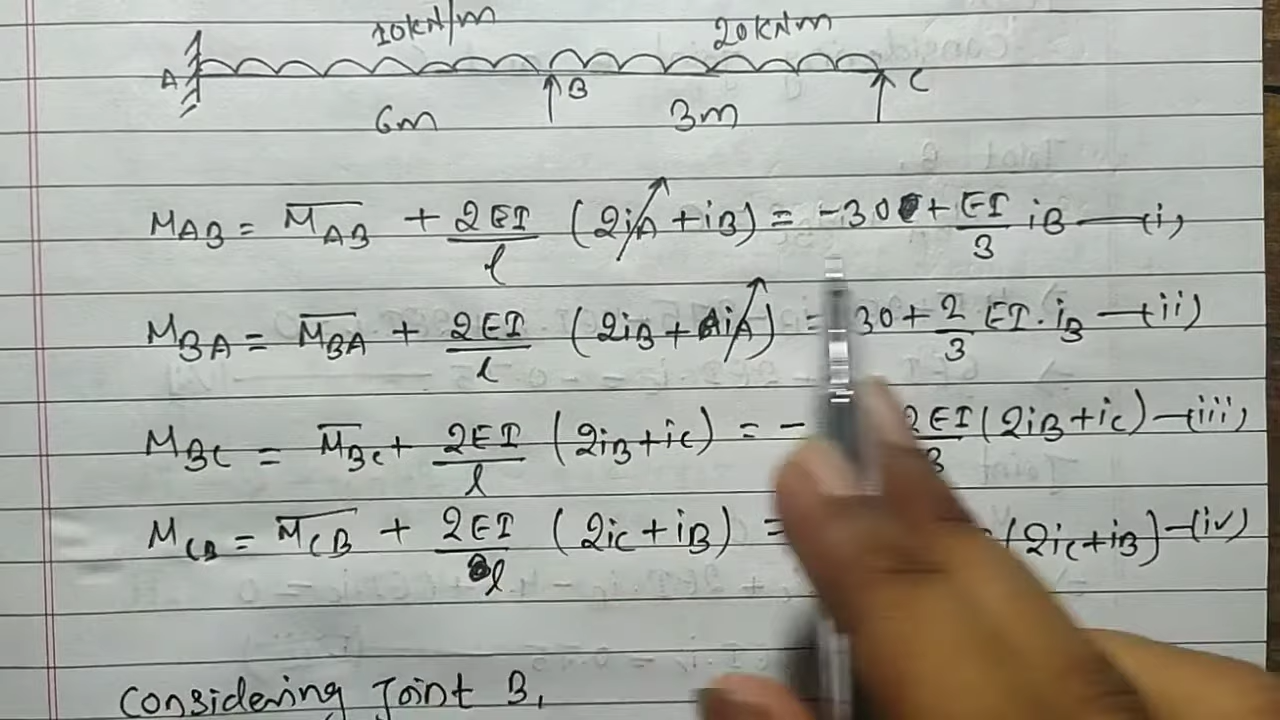 10kN/m 20kNm
A B C
6m 3m
MAB = M̅AB + 2EI/l (2iA + iB) = -30 + EI/3 iB —(i)
MBA = M̅BA + 2EI/l (2iB + iA) = 30 + 2/3 EI. iB —(ii)
MBC = M̅BC + 2EI/l (2iB + iC) = - 2EI/3 (2iB + iC) —(iii)
MCB = M̅CB + 2EI/l (2iC + iB) = (2iC + iB) —(iv)
Considering Joint B,